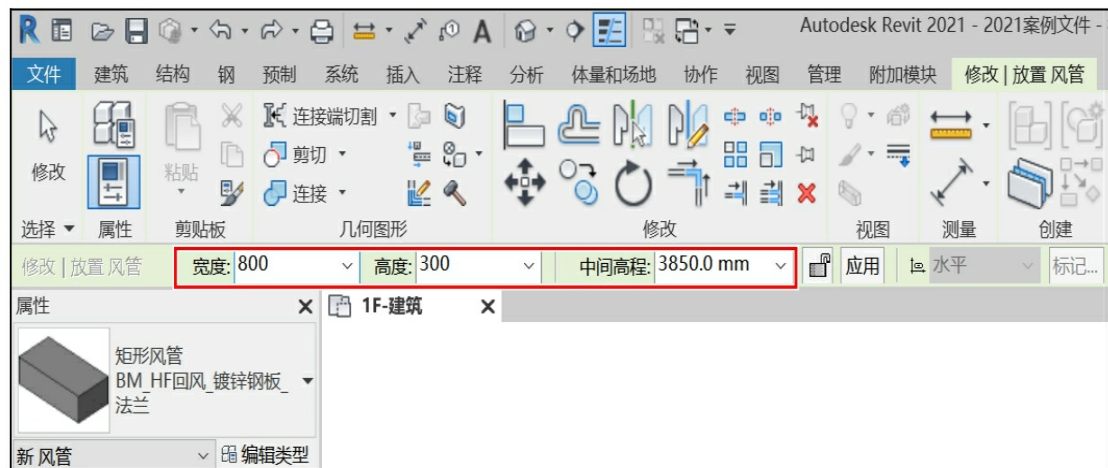 Autodesk Revit 2021 - 2021案例文件 -
文件 建筑 结构 钢 预制 系统 插入 注释 分析 体量和场地 协作 视图 管理 附加模块 修改 | 放置 风管
连接端切割
修改 粘贴 剪切
连接
选择 属性 剪贴板 几何图形 修改 视图 测量 创建
修改 | 放置 风管 宽度: 800 高度: 300 中间高程: 3850.0 mm 应用 水平 标记...
属性 1F-建筑
矩形风管
BM_HF回风_镀锌钢板_
法兰
新 风管 编辑类型